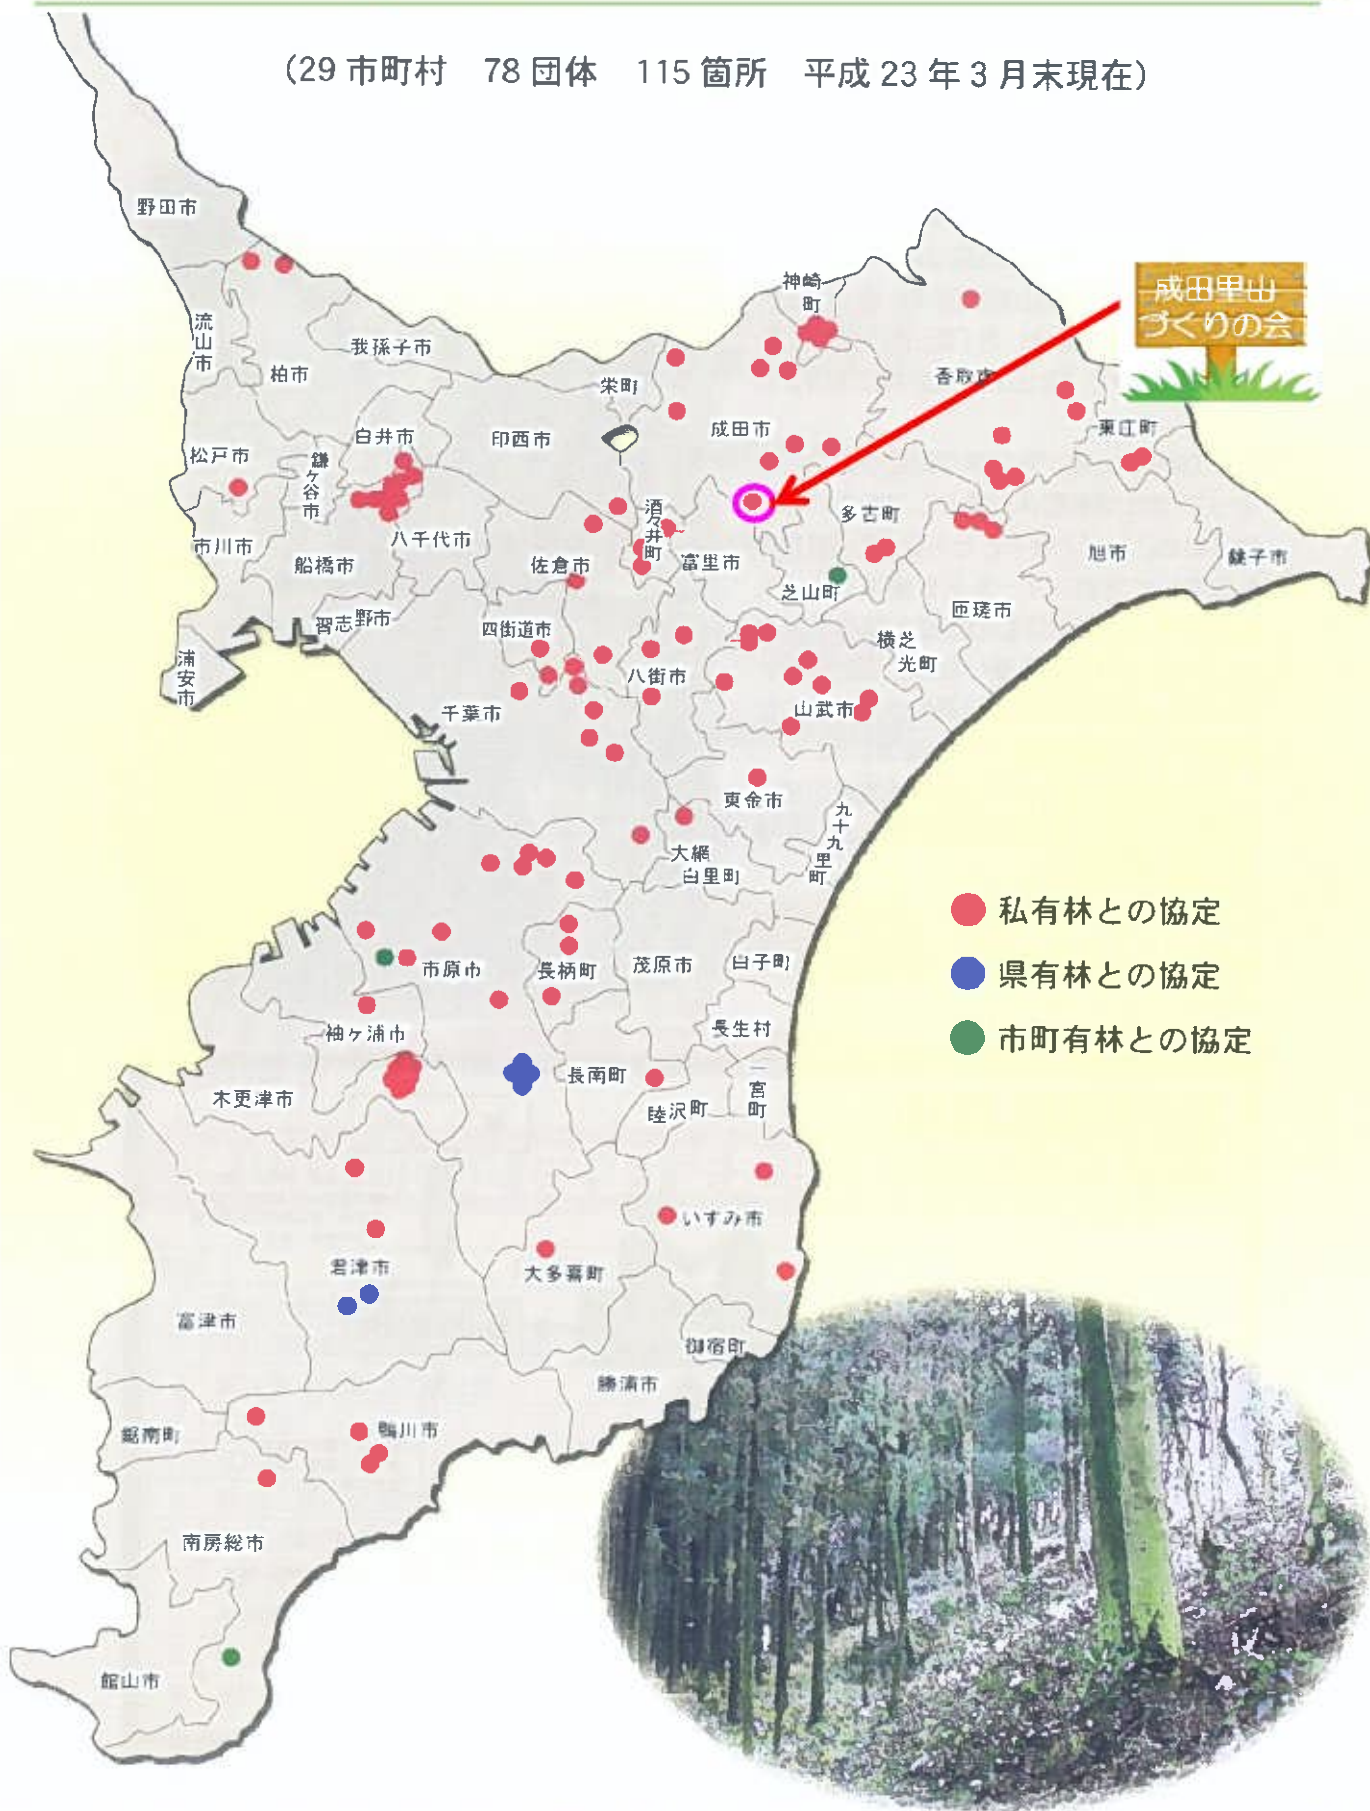 （29 市町村　78 団体　115 箇所　平成 23 年 3 月末現在）
野田市
神崎
町
成田里山
づくりの会
流山市
我孫子市
柏市
栄町
香取市
成田市
東庄町
白井市
印西市
松戸市
鎌ヶ谷市
酒々井町
多古町
市川市
八千代市
船橋市
佐倉市
富里市
旭市
銚子市
芝山町
匝瑳市
習志野市
四街道市
横芝
光町
浦安市
八街市
千葉市
山武市
東金市
九十九里町
大網
白里町
私有林との協定
市原市
長柄町
茂原市
白子町
県有林との協定
袖ヶ浦市
長生村
市町有林との協定
木更津市
長南町
一宮町
睦沢町
いすみ市
君津市
大多喜町
富津市
御宿町
勝浦市
鋸南町
鴨川市
南房総市
館山市